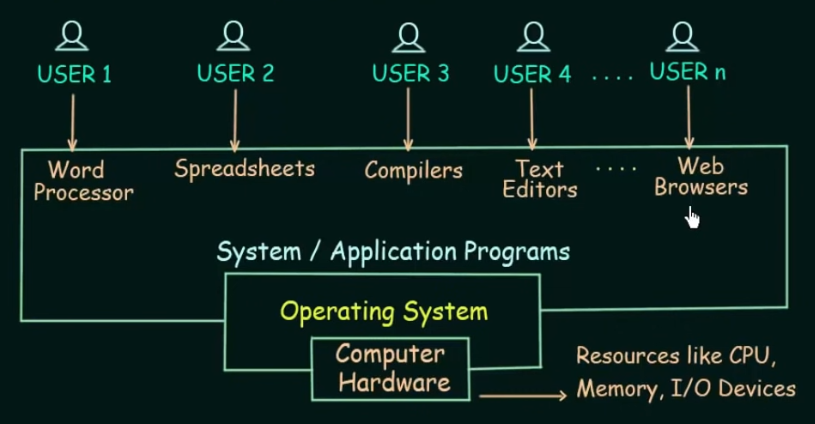 USER 1
USER 2
USER 3
USER 4
. . . .
USER n
Word
Processor
Spreadsheets
Compilers
Text
Editors
. . . .
Web
Browsers
System / Application Programs
Operating System
Computer
Hardware
Resources like CPU,
Memory, I/O Devices